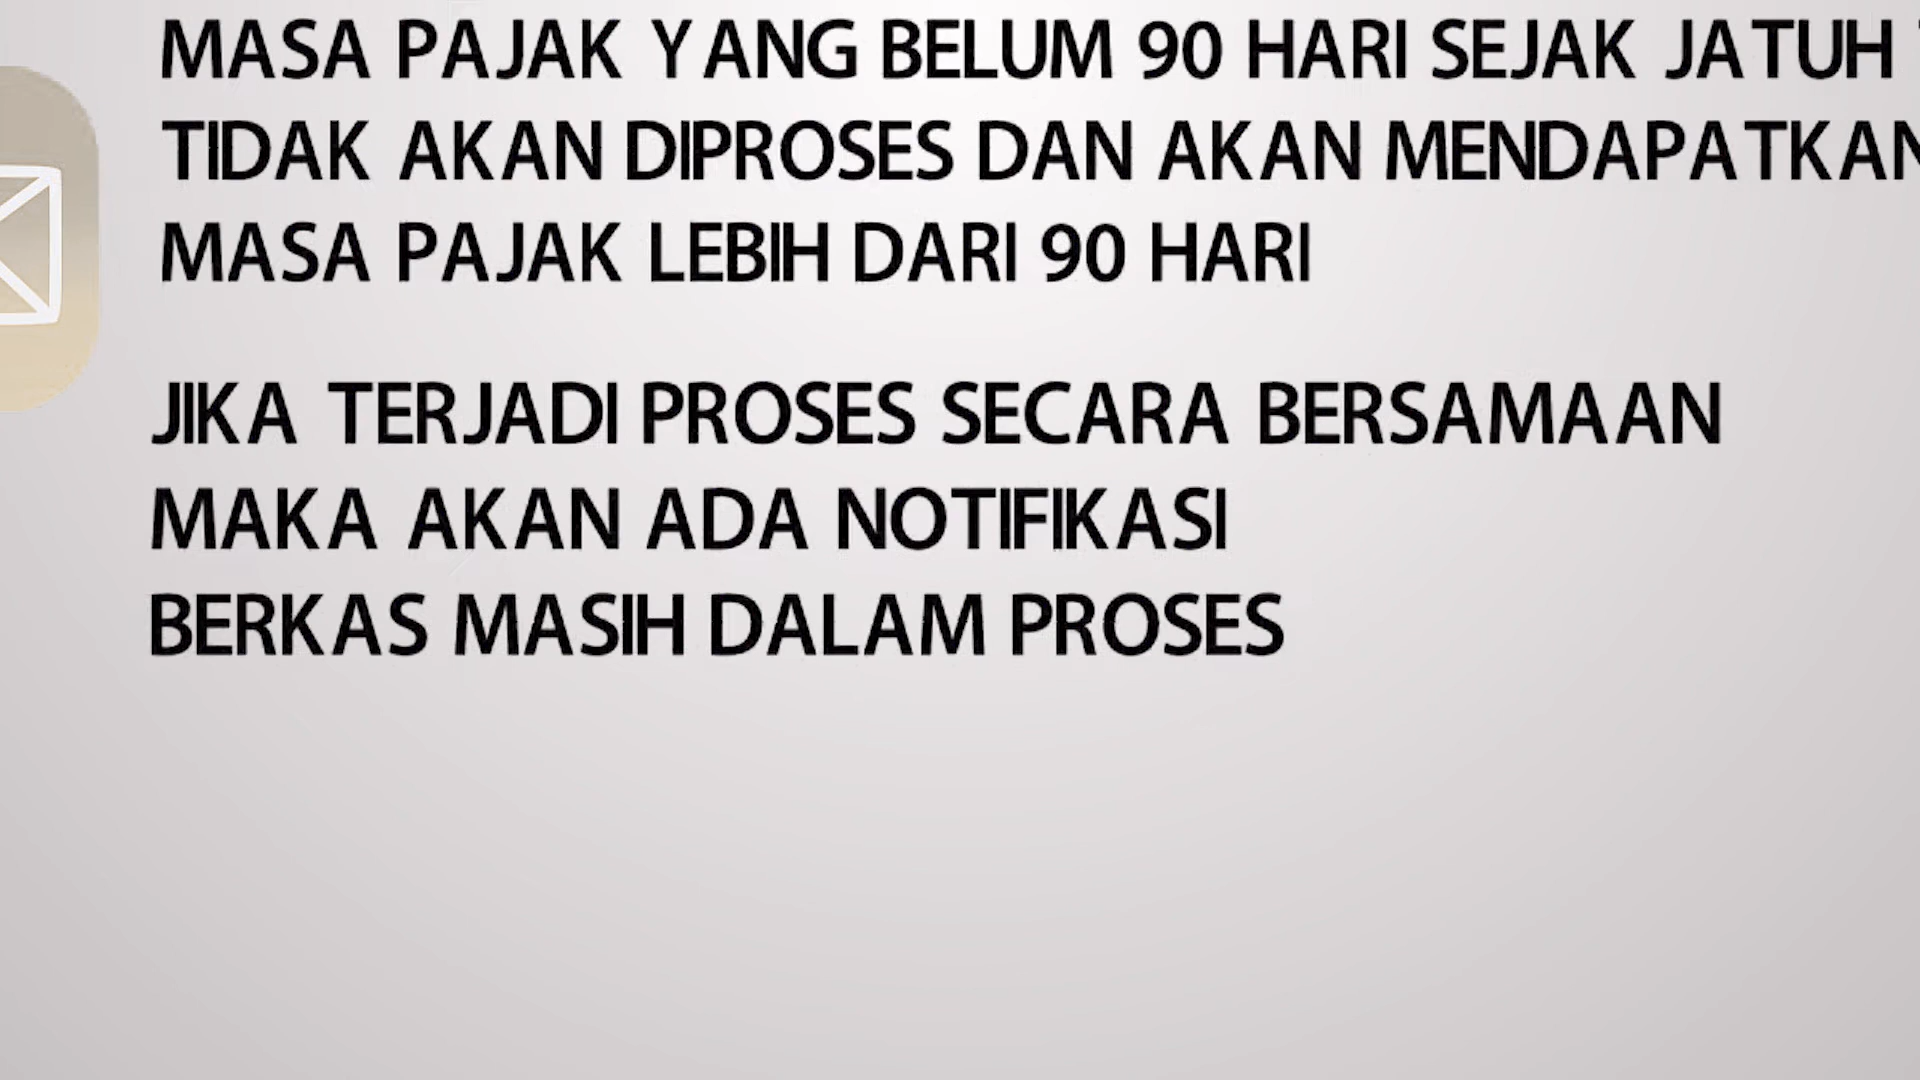 MASA PAJAK YANG BELUM 90 HARI SEJAK JATUH
TIDAK AKAN DIPROSES DAN AKAN MENDAPATKAN
MASA PAJAK LEBIH DARI 90 HARI
JIKA TERJADI PROSES SECARA BERSAMAAN
MAKA AKAN ADA NOTIFIKASI
BERKAS MASIH DALAM PROSES